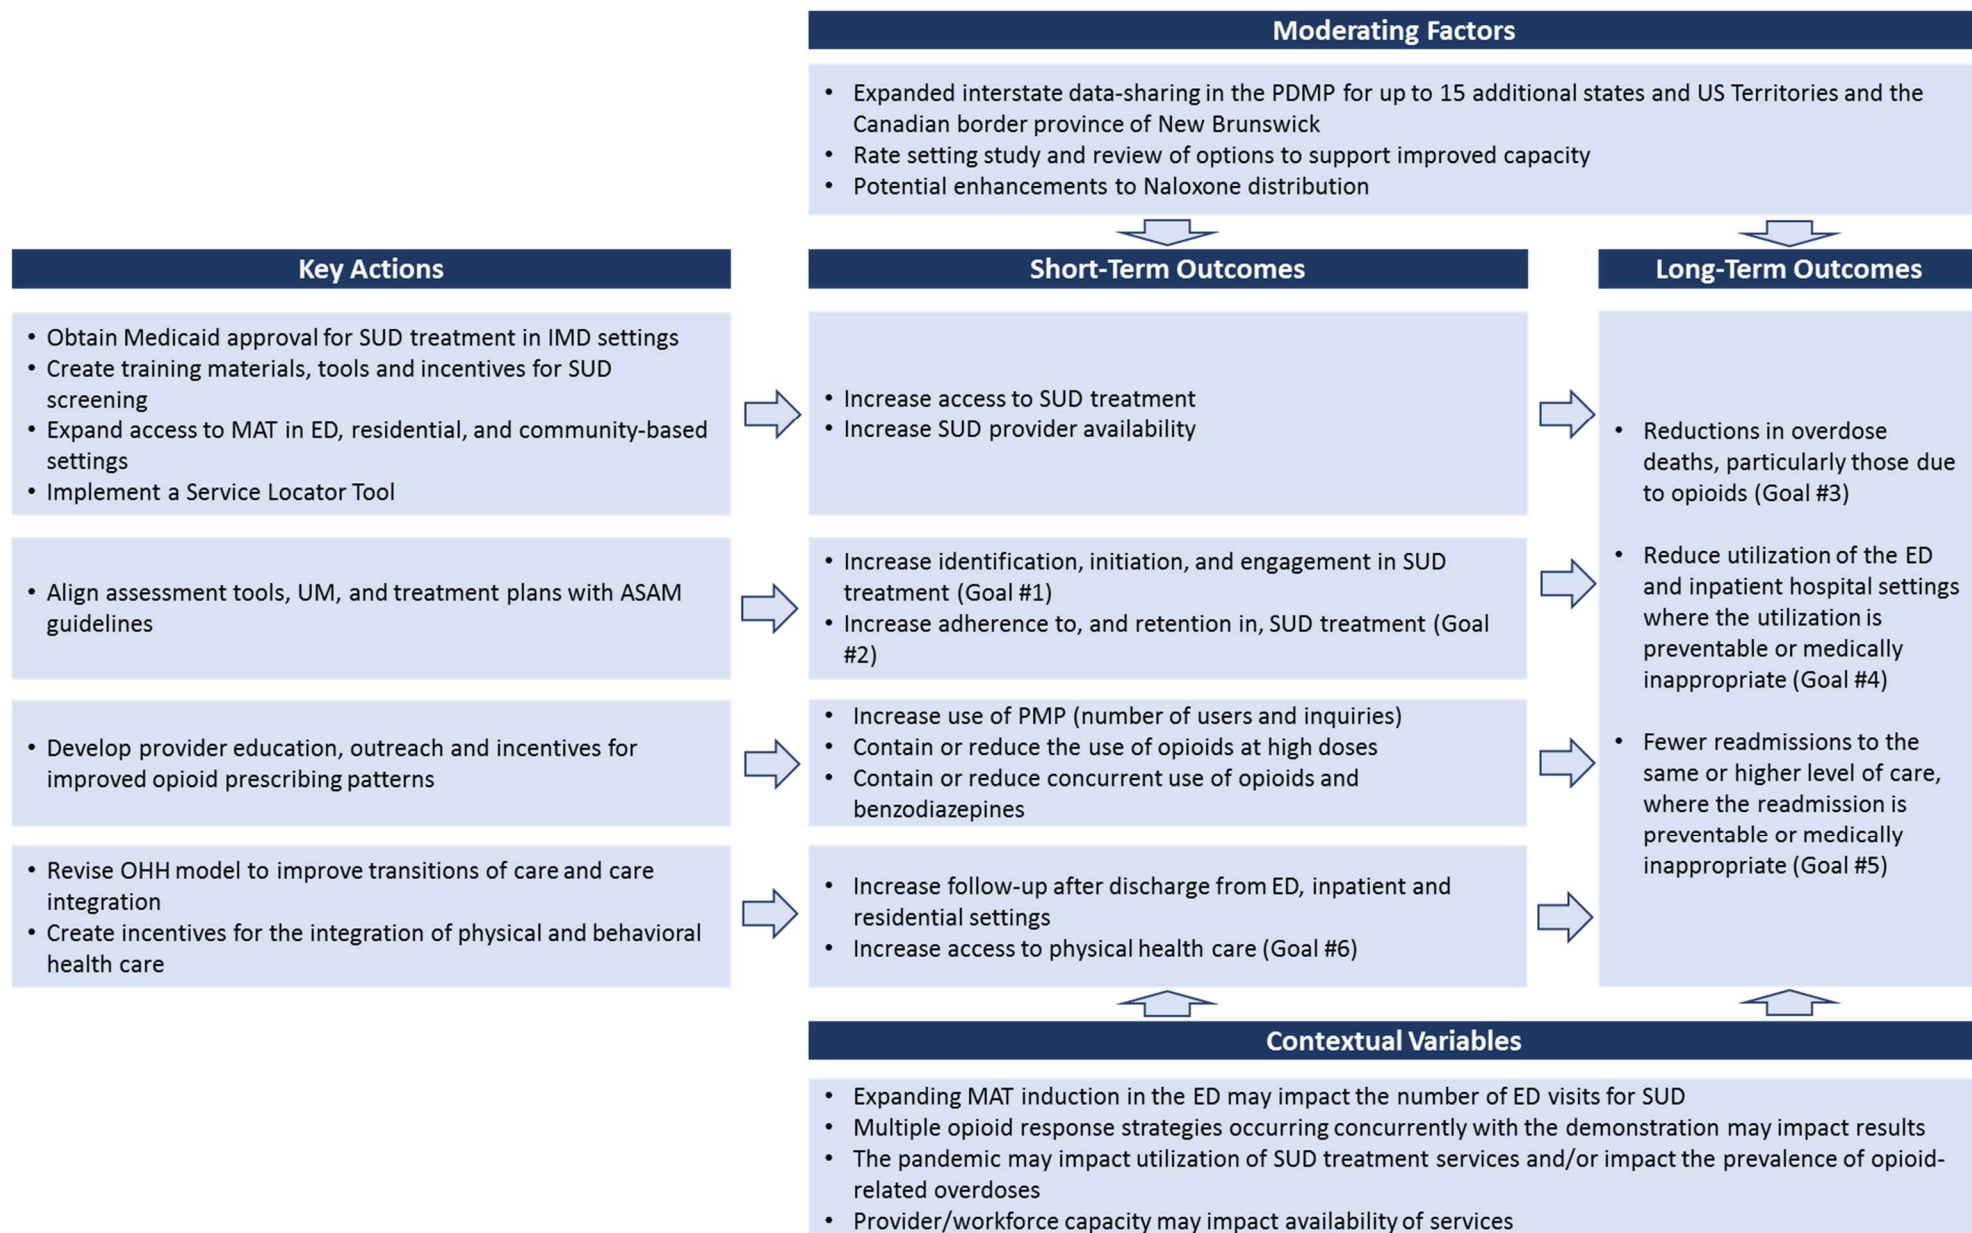 Moderating Factors
• Expanded interstate data-sharing in the PDMP for up to 15 additional states and US Territories and the
Canadian border province of New Brunswick
• Rate setting study and review of options to support improved capacity
• Potential enhancements to Naloxone distribution
Key Actions
Short-Term Outcomes
Long-Term Outcomes
• Obtain Medicaid approval for SUD treatment in IMD settings
• Create training materials, tools and incentives for SUD
screening
• Expand access to MAT in ED, residential, and community-based
settings
• Implement a Service Locator Tool
• Increase access to SUD treatment
• Increase SUD provider availability
• Align assessment tools, UM, and treatment plans with ASAM
guidelines
• Increase identification, initiation, and engagement in SUD
treatment (Goal #1)
• Increase adherence to, and retention in, SUD treatment (Goal
#2)
• Develop provider education, outreach and incentives for
improved opioid prescribing patterns
• Increase use of PMP (number of users and inquiries)
• Contain or reduce the use of opioids at high doses
• Contain or reduce concurrent use of opioids and
benzodiazepines
• Revise OHH model to improve transitions of care and care
integration
• Create incentives for the integration of physical and behavioral
health care
• Increase follow-up after discharge from ED, inpatient and
residential settings
• Increase access to physical health care (Goal #6)
• Reductions in overdose
deaths, particularly those due
to opioids (Goal #3)
• Reduce utilization of the ED
and inpatient hospital settings
where the utilization is
preventable or medically
inappropriate (Goal #4)
• Fewer readmissions to the
same or higher level of care,
where the readmission is
preventable or medically
inappropriate (Goal #5)
Contextual Variables
• Expanding MAT induction in the ED may impact the number of ED visits for SUD
• Multiple opioid response strategies occurring concurrently with the demonstration may impact results
• The pandemic may impact utilization of SUD treatment services and/or impact the prevalence of opioid-
related overdoses
• Provider/workforce capacity may impact availability of services